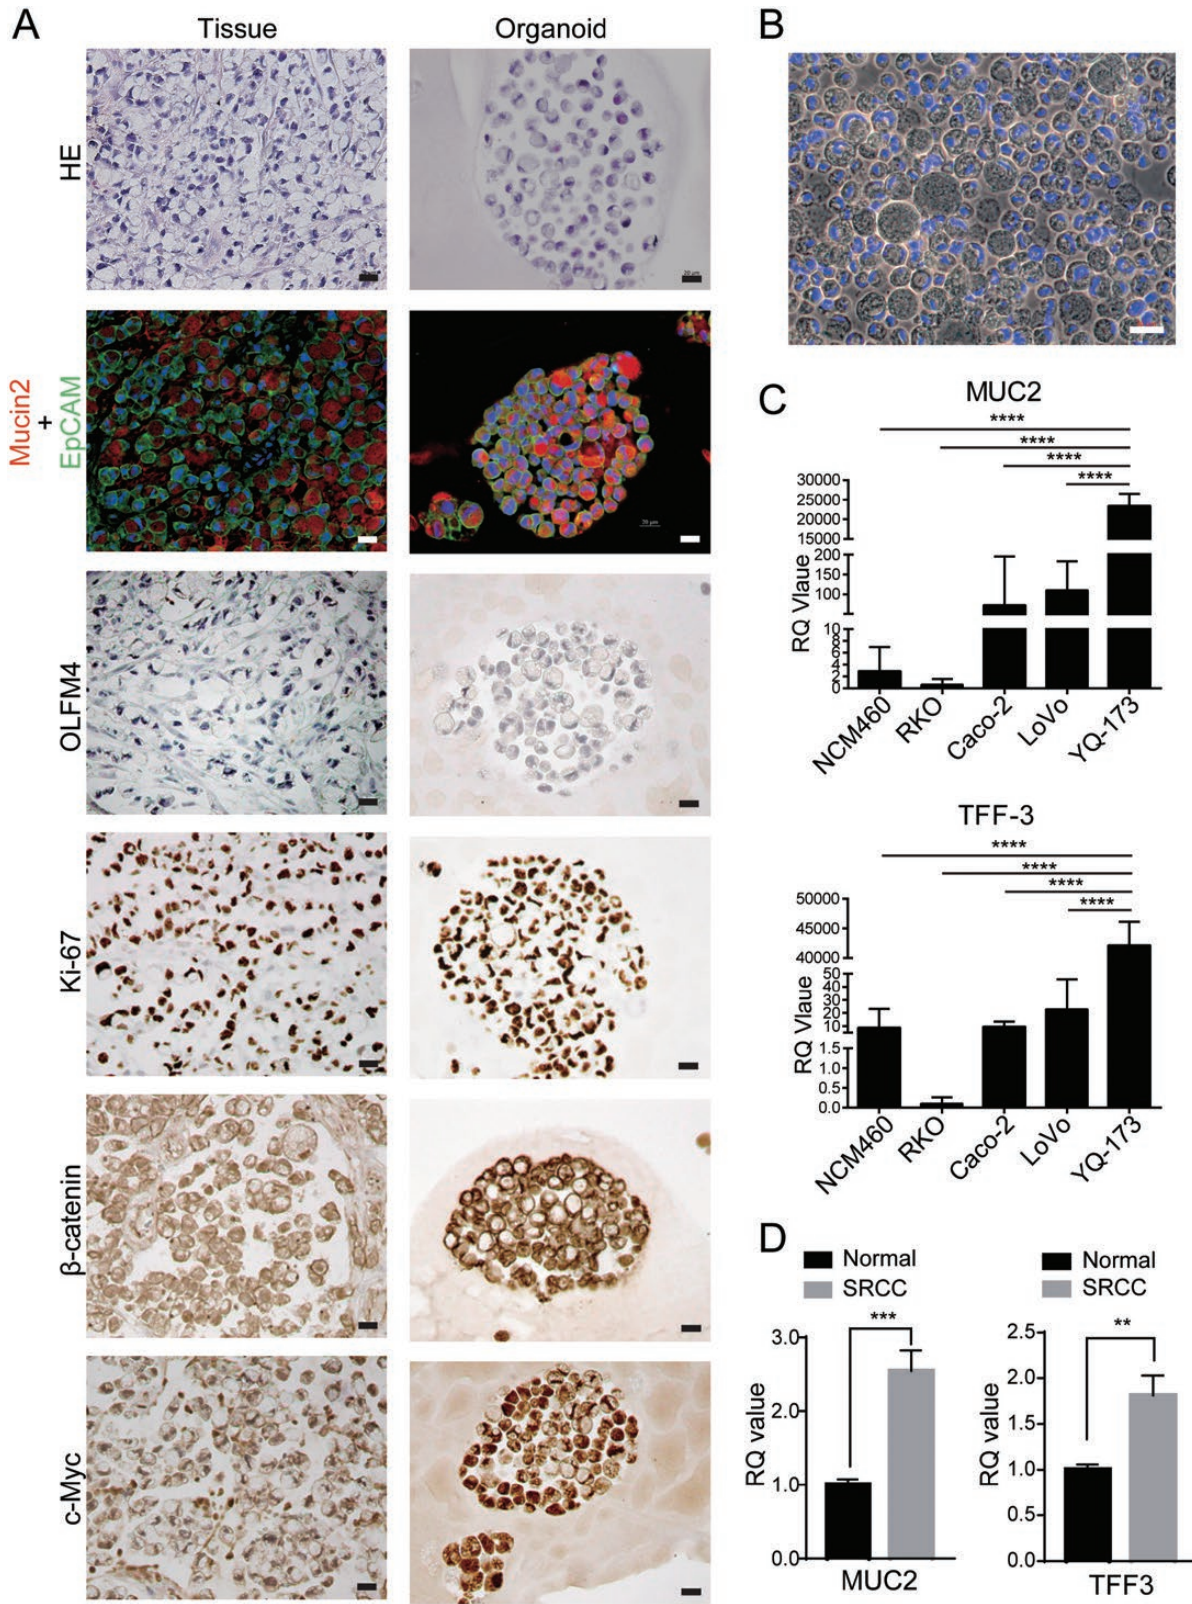 A
Tissue
Organoid
HE
20 μm
Mucin2
+
EpCAM
20 μm
OLFM4
Ki-67
β-catenin
c-Myc
B
C
MUC2
****
****
****
****
30000
25000
20000
15000
200
150
100
10
8
6
4
2
0
RQ Vlaue
NCM460
RKO
Caco-2
LoVo
YQ-173
TFF-3
****
****
****
****
50000
45000
40000
50
40
30
20
10
1.5
1.0
0.5
0.0
RQ Vlaue
NCM460
RKO
Caco-2
LoVo
YQ-173
D
Normal
SRCC
***
3.0
2.0
1.0
0.0
RQ value
MUC2
Normal
SRCC
**
2.5
2.0
1.5
1.0
0.5
0.0
RQ value
TFF3